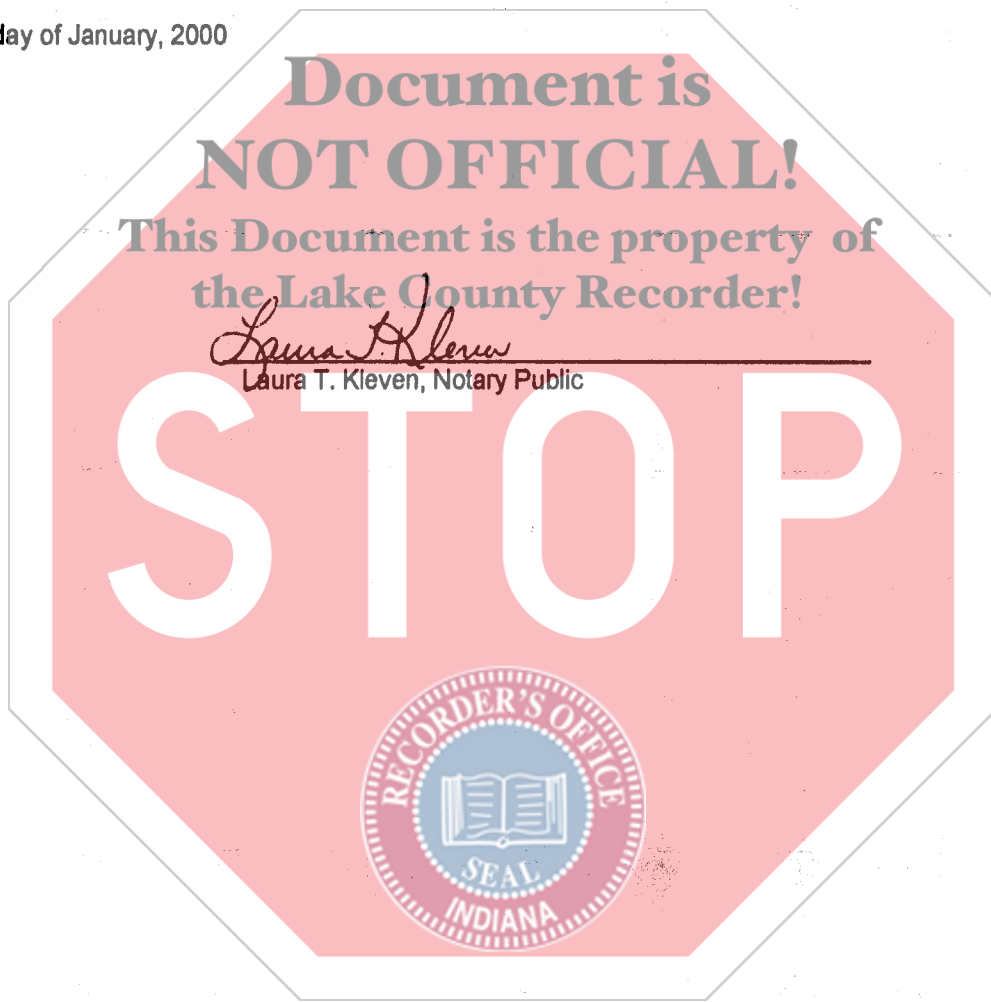 day of January, 2000
Document is
NOT OFFICIAL!
This Document is the property of
the Lake County Recorder!
Laura T. Kleven
Laura T. Kleven, Notary Public
STOP
RECORDER'S OFFICE
SEAL
INDIANA